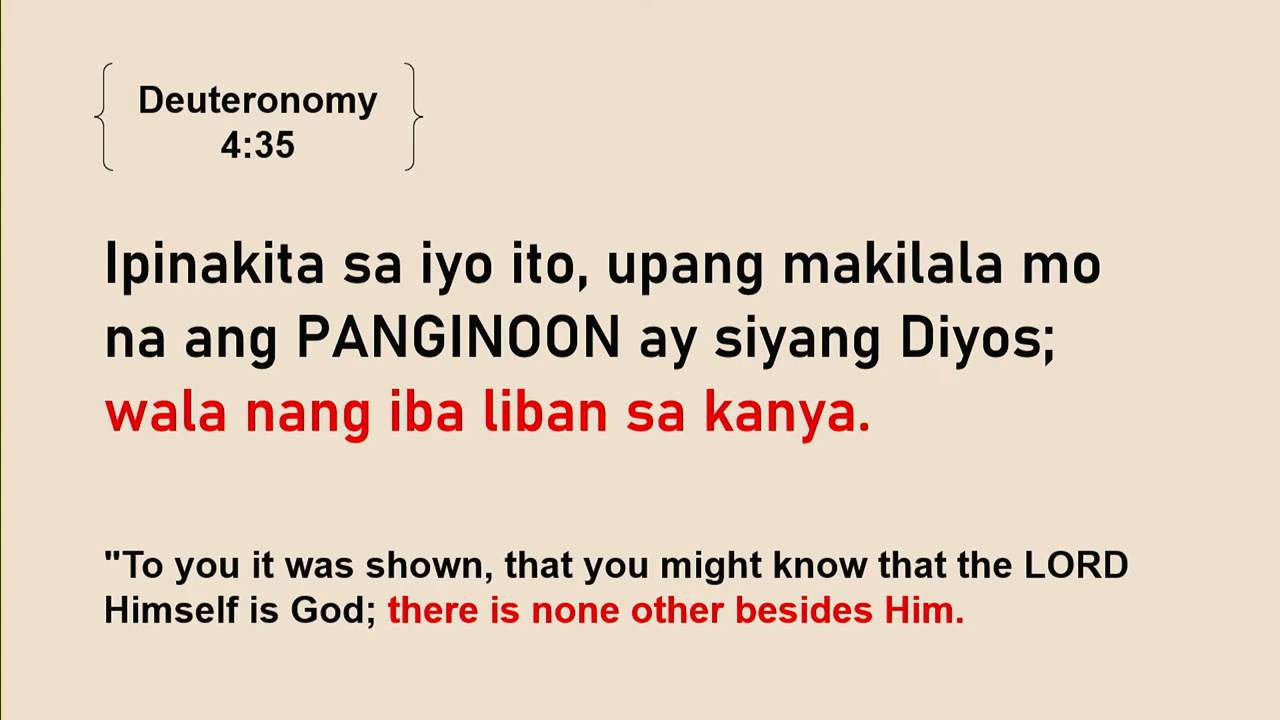 Deuteronomy
4:35
Ipinakita sa iyo ito, upang makilala mo
na ang PANGINOON ay siyang Diyos;
wala nang iba liban sa kanya.
"To you it was shown, that you might know that the LORD
Himself is God; there is none other besides Him.